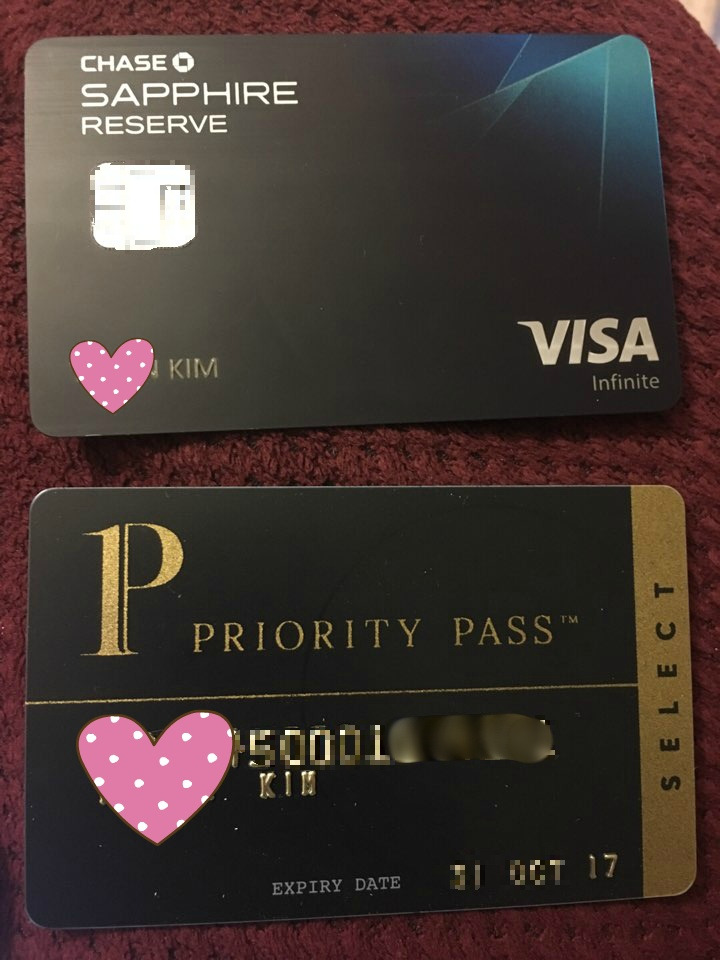 CHASE
SAPPHIRE
RESERVE
KIM
VISA
Infinite
P
PRIORITY PASS™
SELECT
50001
KIM
EXPIRY DATE 31 OCT 17